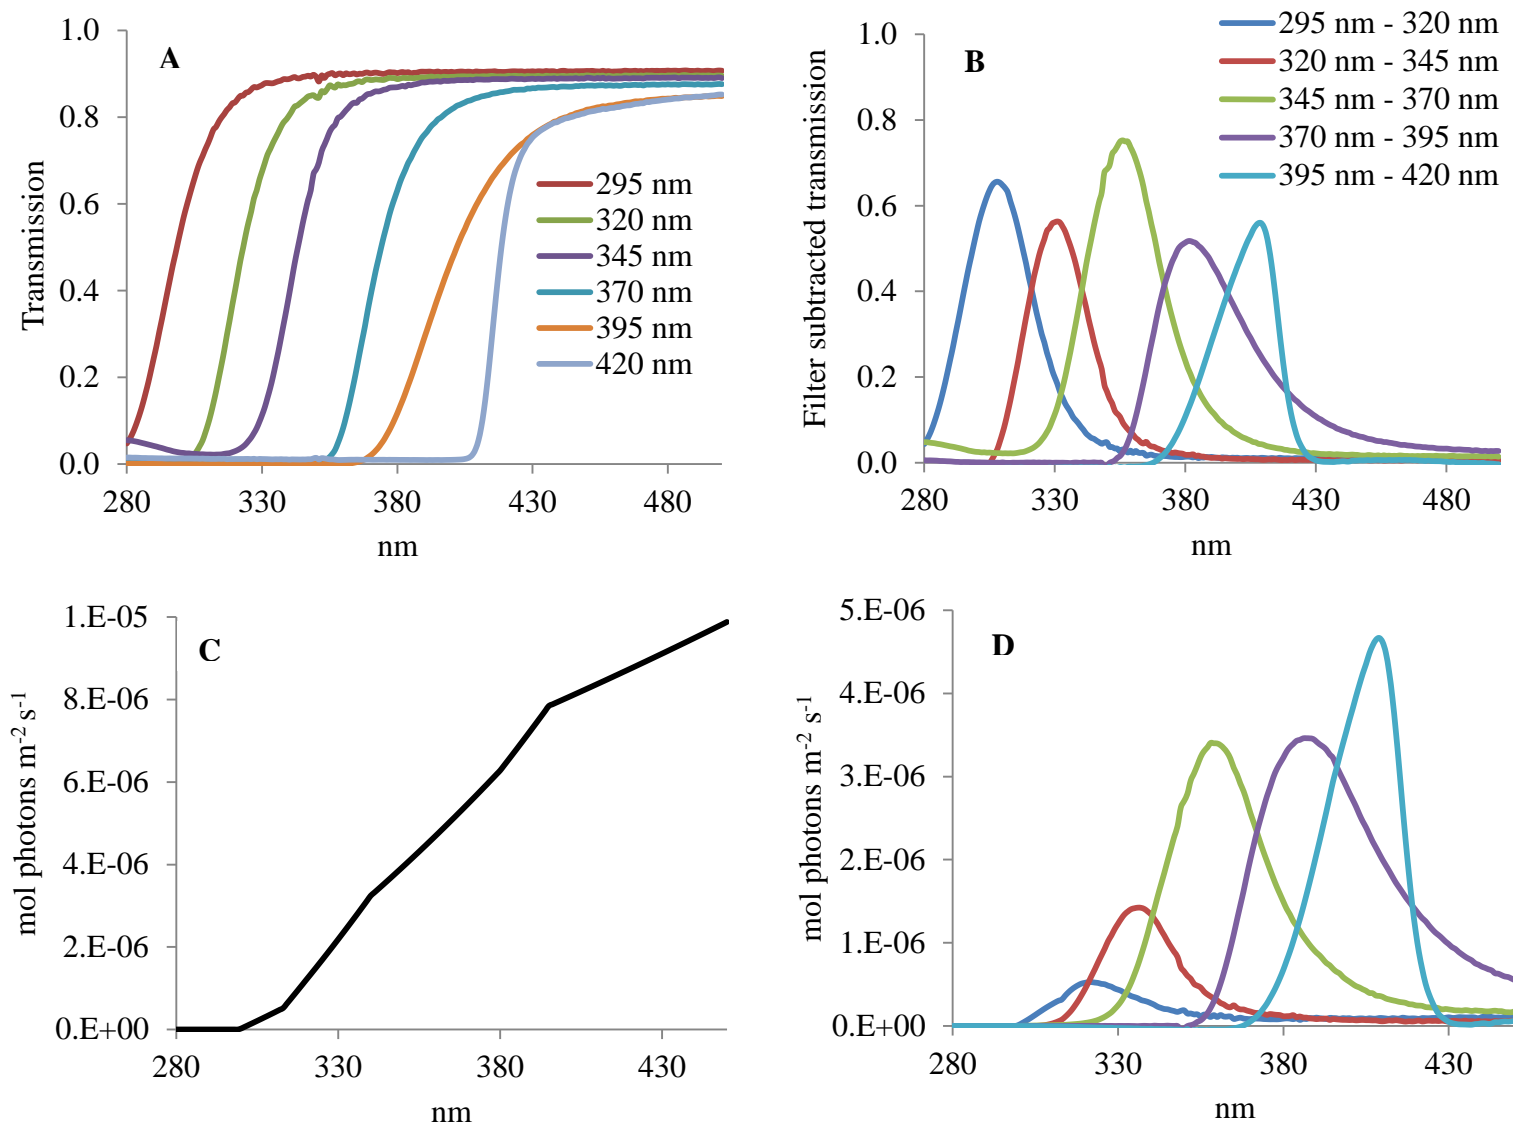 A
Transmission
1.0
0.8
0.6
0.4
0.2
0.0
280
330
380
430
480
nm
295 nm
320 nm
345 nm
370 nm
395 nm
420 nm
B
Filter subtracted transmission
1.0
0.8
0.6
0.4
0.2
0.0
280
330
380
430
480
nm
295 nm - 320 nm
320 nm - 345 nm
345 nm - 370 nm
370 nm - 395 nm
395 nm - 420 nm
C
mol photons m-2 s-1
1.E-05
8.E-06
6.E-06
4.E-06
2.E-06
0.E+00
280
330
380
430
nm
D
mol photons m-2 s-1
5.E-06
4.E-06
3.E-06
2.E-06
1.E-06
0.E+00
280
330
380
430
nm